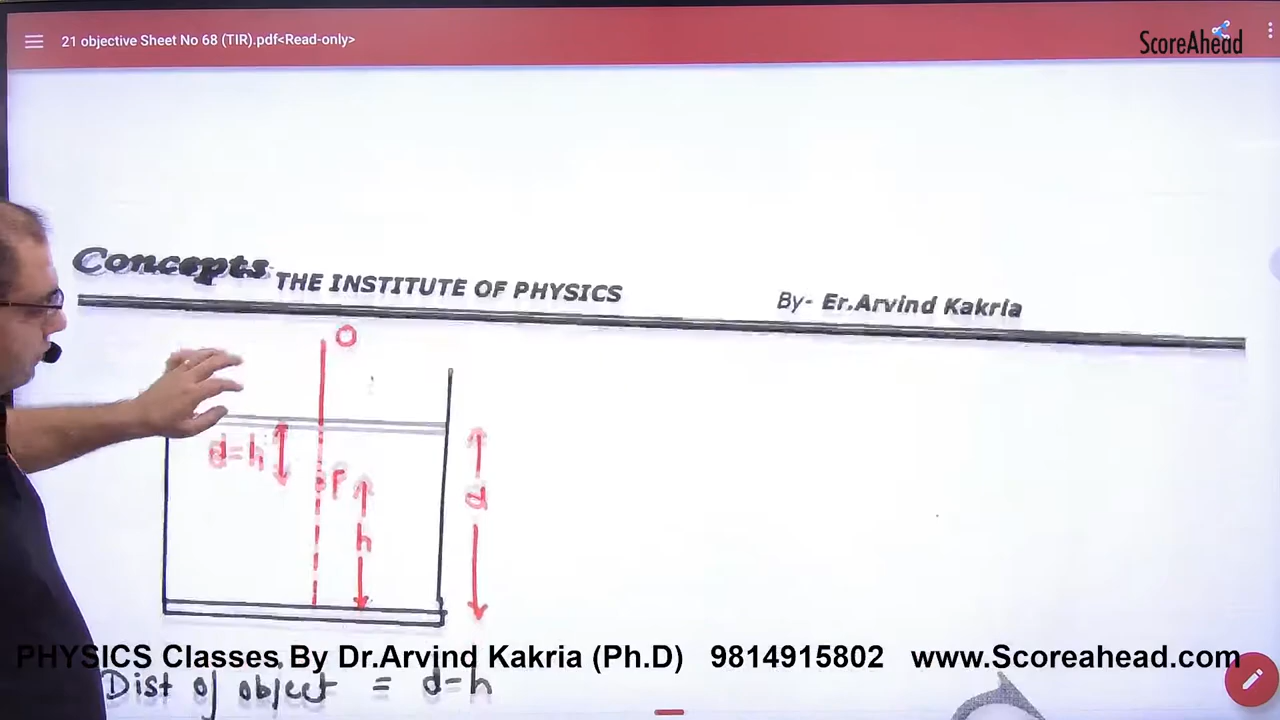 21 objective Sheet No 68 (TIR).pdf<Read-only>
ScoreAhead
Concepts THE INSTITUTE OF PHYSICS By- Er.Arvind Kakria
O
d-h
P
h
d
PHYSICS Classes By Dr.Arvind Kakria (Ph.D) 9814915802 www.Scoreahead.com
Dist of object = d-h